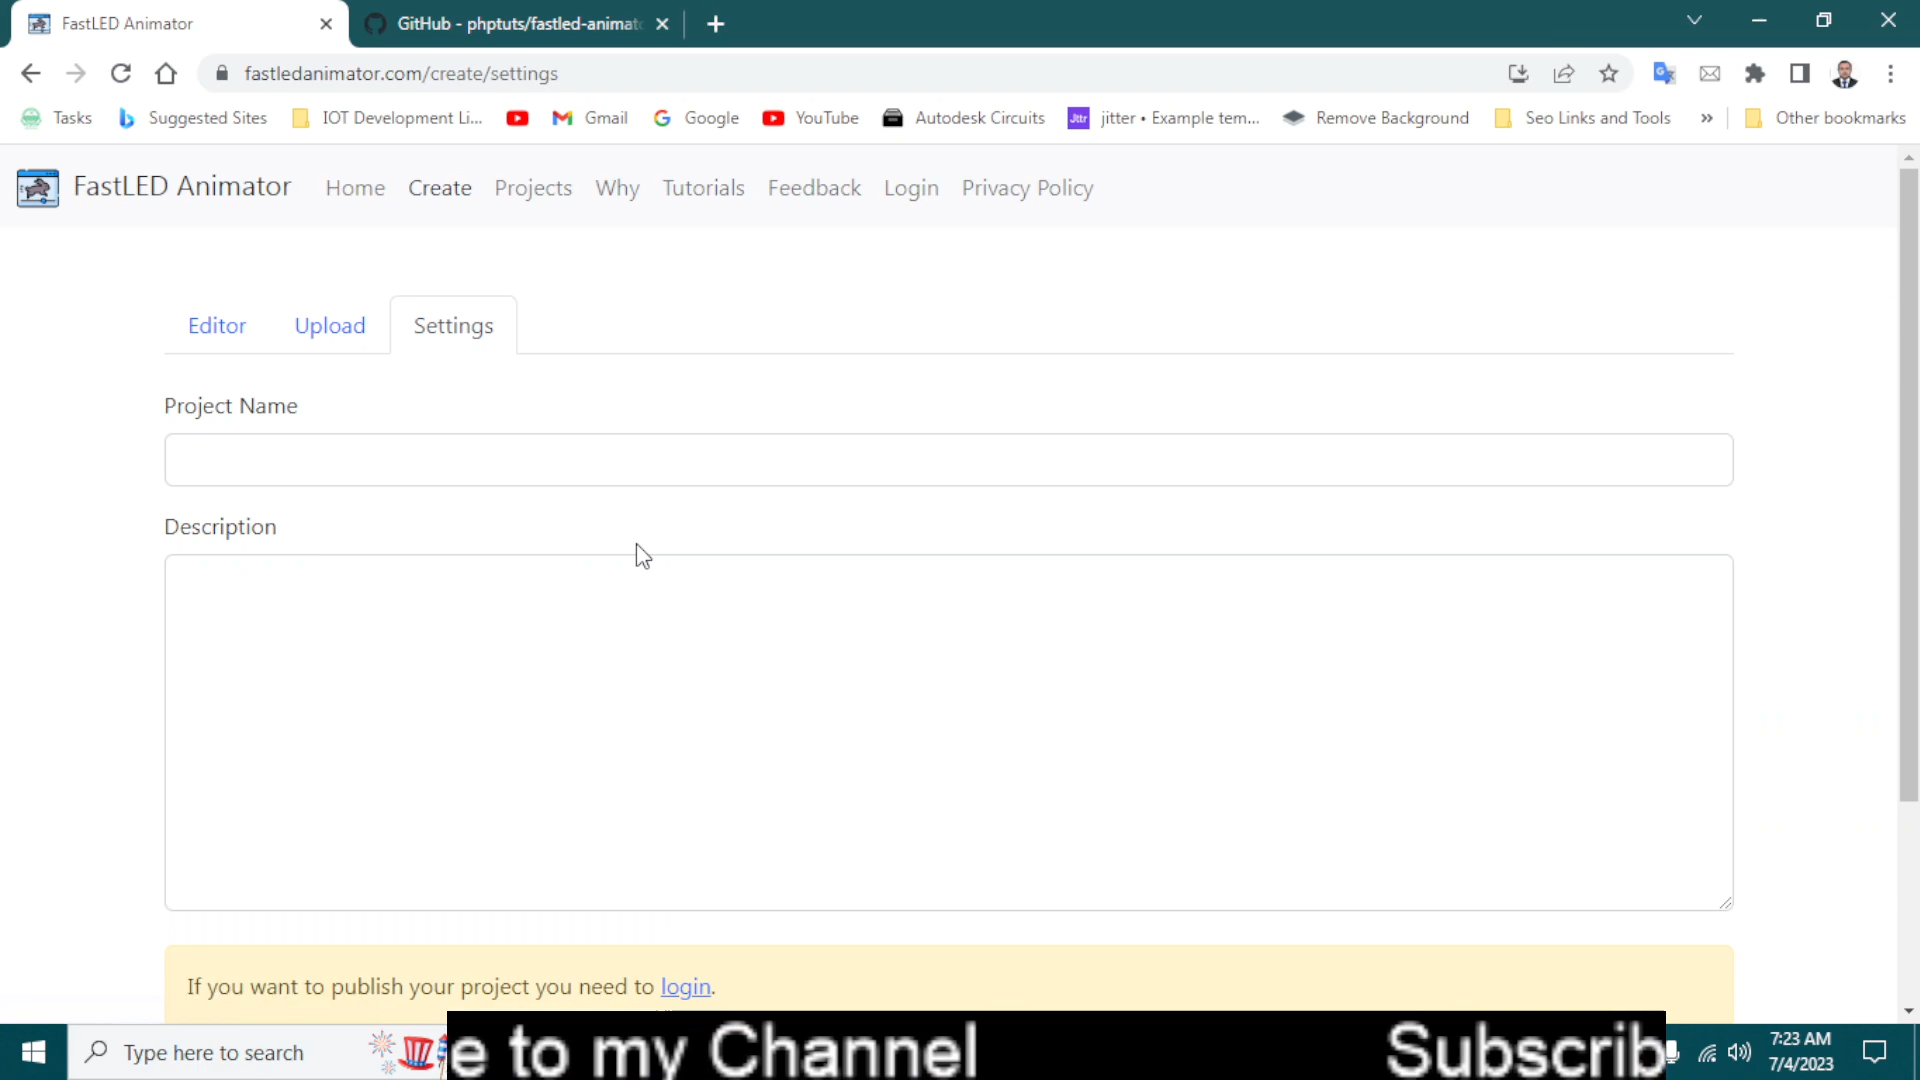 FastLED Animator
GitHub - phptuts/fastled-animat
fastledanimator.com/create/settings
Tasks
Suggested Sites
IOT Development Li...
Gmail
Google
YouTube
Autodesk Circuits
Jttr
jitter • Example tem...
Remove Background
Seo Links and Tools
»
Other bookmarks
FastLED Animator
Home
Create
Projects
Why
Tutorials
Feedback
Login
Privacy Policy
Editor
Upload
Settings
Project Name
Description
If you want to publish your project you need to login.
Type here to search
e to my Channel
Subscrib
7:23 AM
7/4/2023